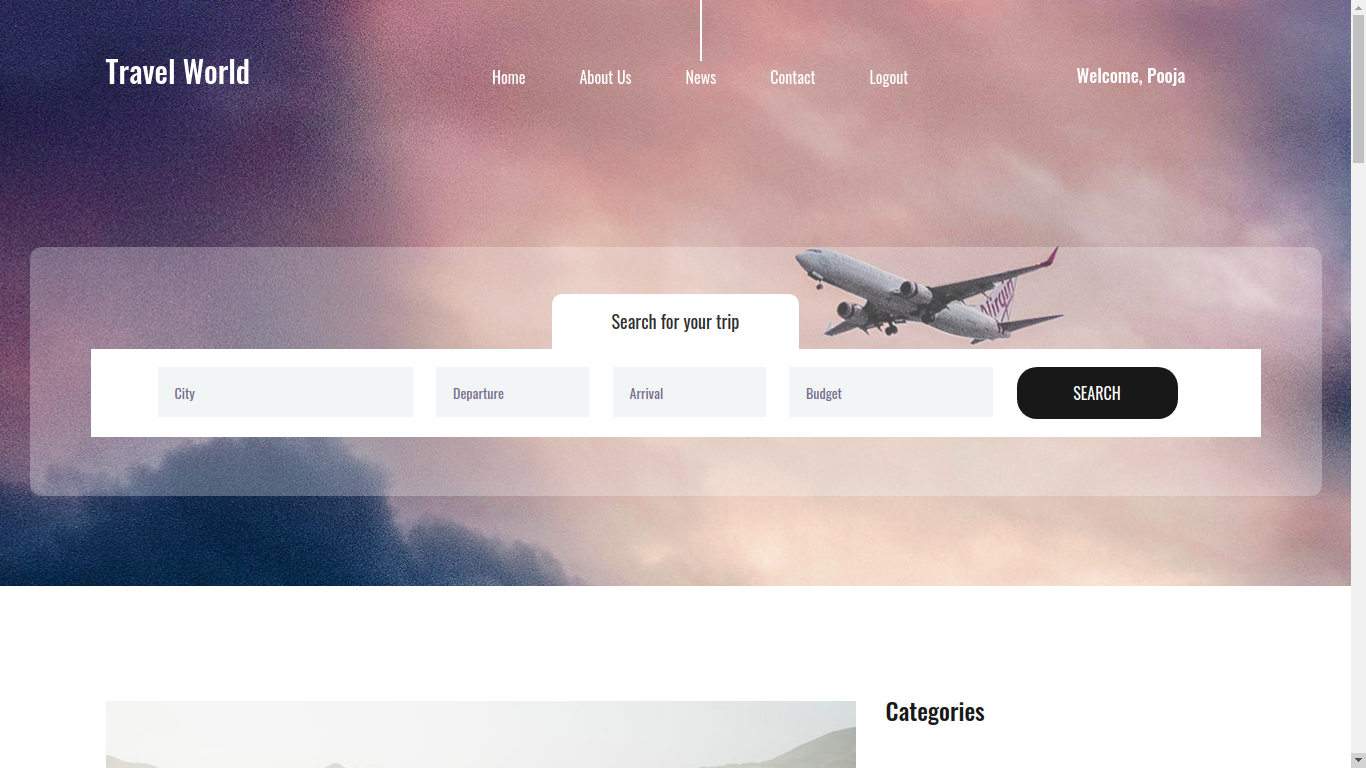 Travel World
Home About Us News Contact Logout
Welcome, Pooja
Virgin
Search for your trip
City Departure Arrival Budget SEARCH
Categories